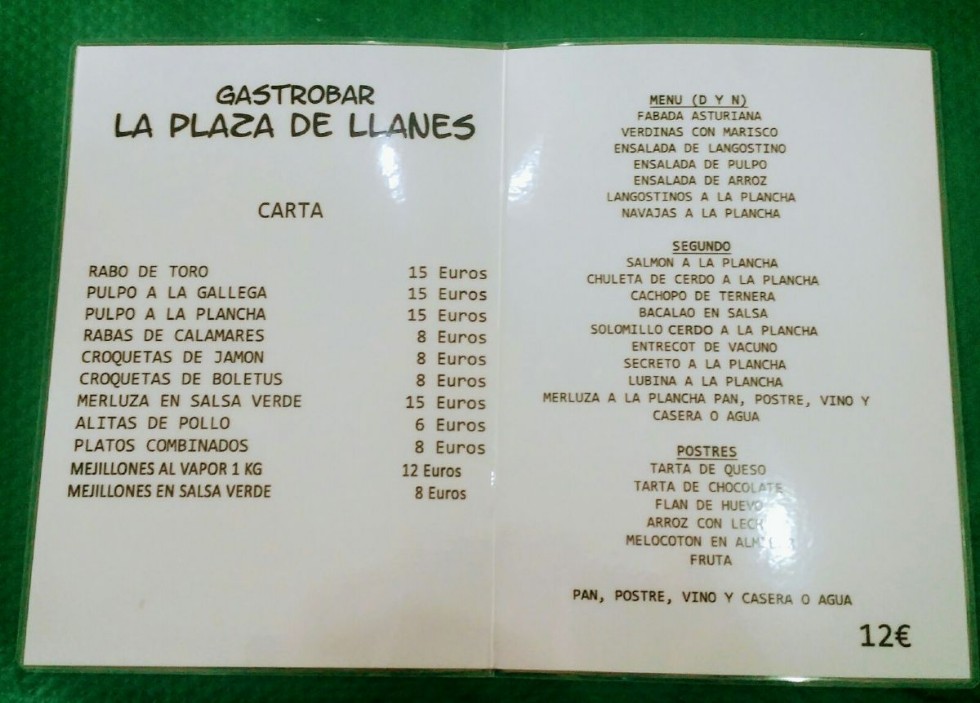 GASTROBAR
LA PLAZA DE LLANES
CARTA
RABO DE TORO 15 Euros
PULPO A LA GALLEGA 15 Euros
PULPO A LA PLANCHA 15 Euros
RABAS DE CALAMARES 8 Euros
CROQUETAS DE JAMON 8 Euros
CROQUETAS DE BOLETUS 8 Euros
MERLUZA EN SALSA VERDE 15 Euros
ALITAS DE POLLO 6 Euros
PLATOS COMBINADOS 8 Euros
MEJILLONES AL VAPOR 1 KG 12 Euros
MEJILLONES EN SALSA VERDE 8 Euros
MENU (D Y N)
FABADA ASTURIANA
VERDINAS CON MARISCO
ENSALADA DE LANGOSTINO
ENSALADA DE PULPO
ENSALADA DE ARROZ
LANGOSTINOS A LA PLANCHA
NAVAJAS A LA PLANCHA
SEGUNDO
SALMON A LA PLANCHA
CHULETA DE CERDO A LA PLANCHA
CACHOPO DE TERNERA
BACALAO EN SALSA
SOLOMILLO CERDO A LA PLANCHA
ENTRECOT DE VACUNO
SECRETO A LA PLANCHA
LUBINA A LA PLANCHA
MERLUZA A LA PLANCHA PAN, POSTRE, VINO Y
CASERA O AGUA
POSTRES
TARTA DE QUESO
TARTA DE CHOCOLATE
FLAN DE HUEVO
ARROZ CON
MELOCOTON EN
FRUTA
PAN, POSTRE, VINO Y CASERA O AGUA
12€